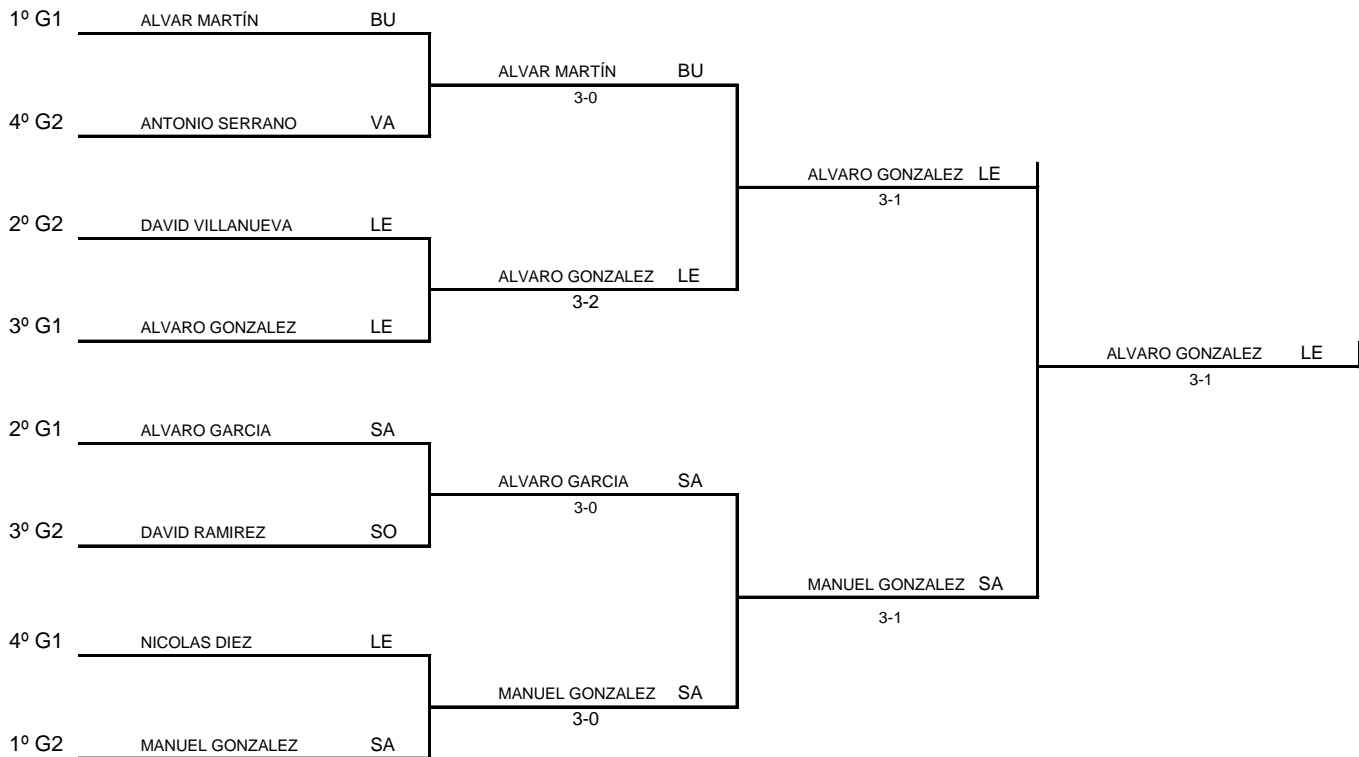 1º G1 ALVAR MARTÍN BU
ALVAR MARTÍN BU
3-0
4º G2 ANTONIO SERRANO VA
ALVARO GONZALEZ LE
3-1
2º G2 DAVID VILLANUEVA LE
ALVARO GONZALEZ LE
3-2
3º G1 ALVARO GONZALEZ LE
ALVARO GONZALEZ LE
3-1
2º G1 ALVARO GARCIA SA
ALVARO GARCIA SA
3-0
3º G2 DAVID RAMIREZ SO
MANUEL GONZALEZ SA
3-1
4º G1 NICOLAS DIEZ LE
MANUEL GONZALEZ SA
3-0
1º G2 MANUEL GONZALEZ SA